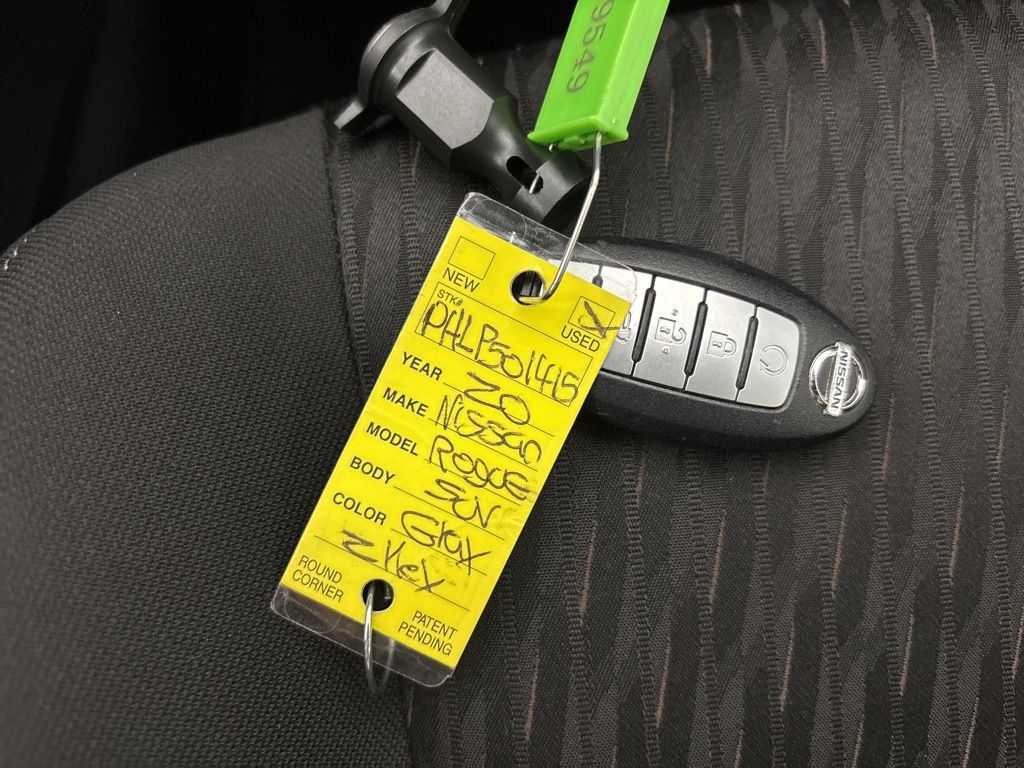 9549
NEW
USED
STK#
PHLP501415
YEAR 20
MAKE Nissan
MODEL Rogue
BODY SUV
COLOR Gray
2 Key
ROUND CORNER
PATENT PENDING
NISSAN